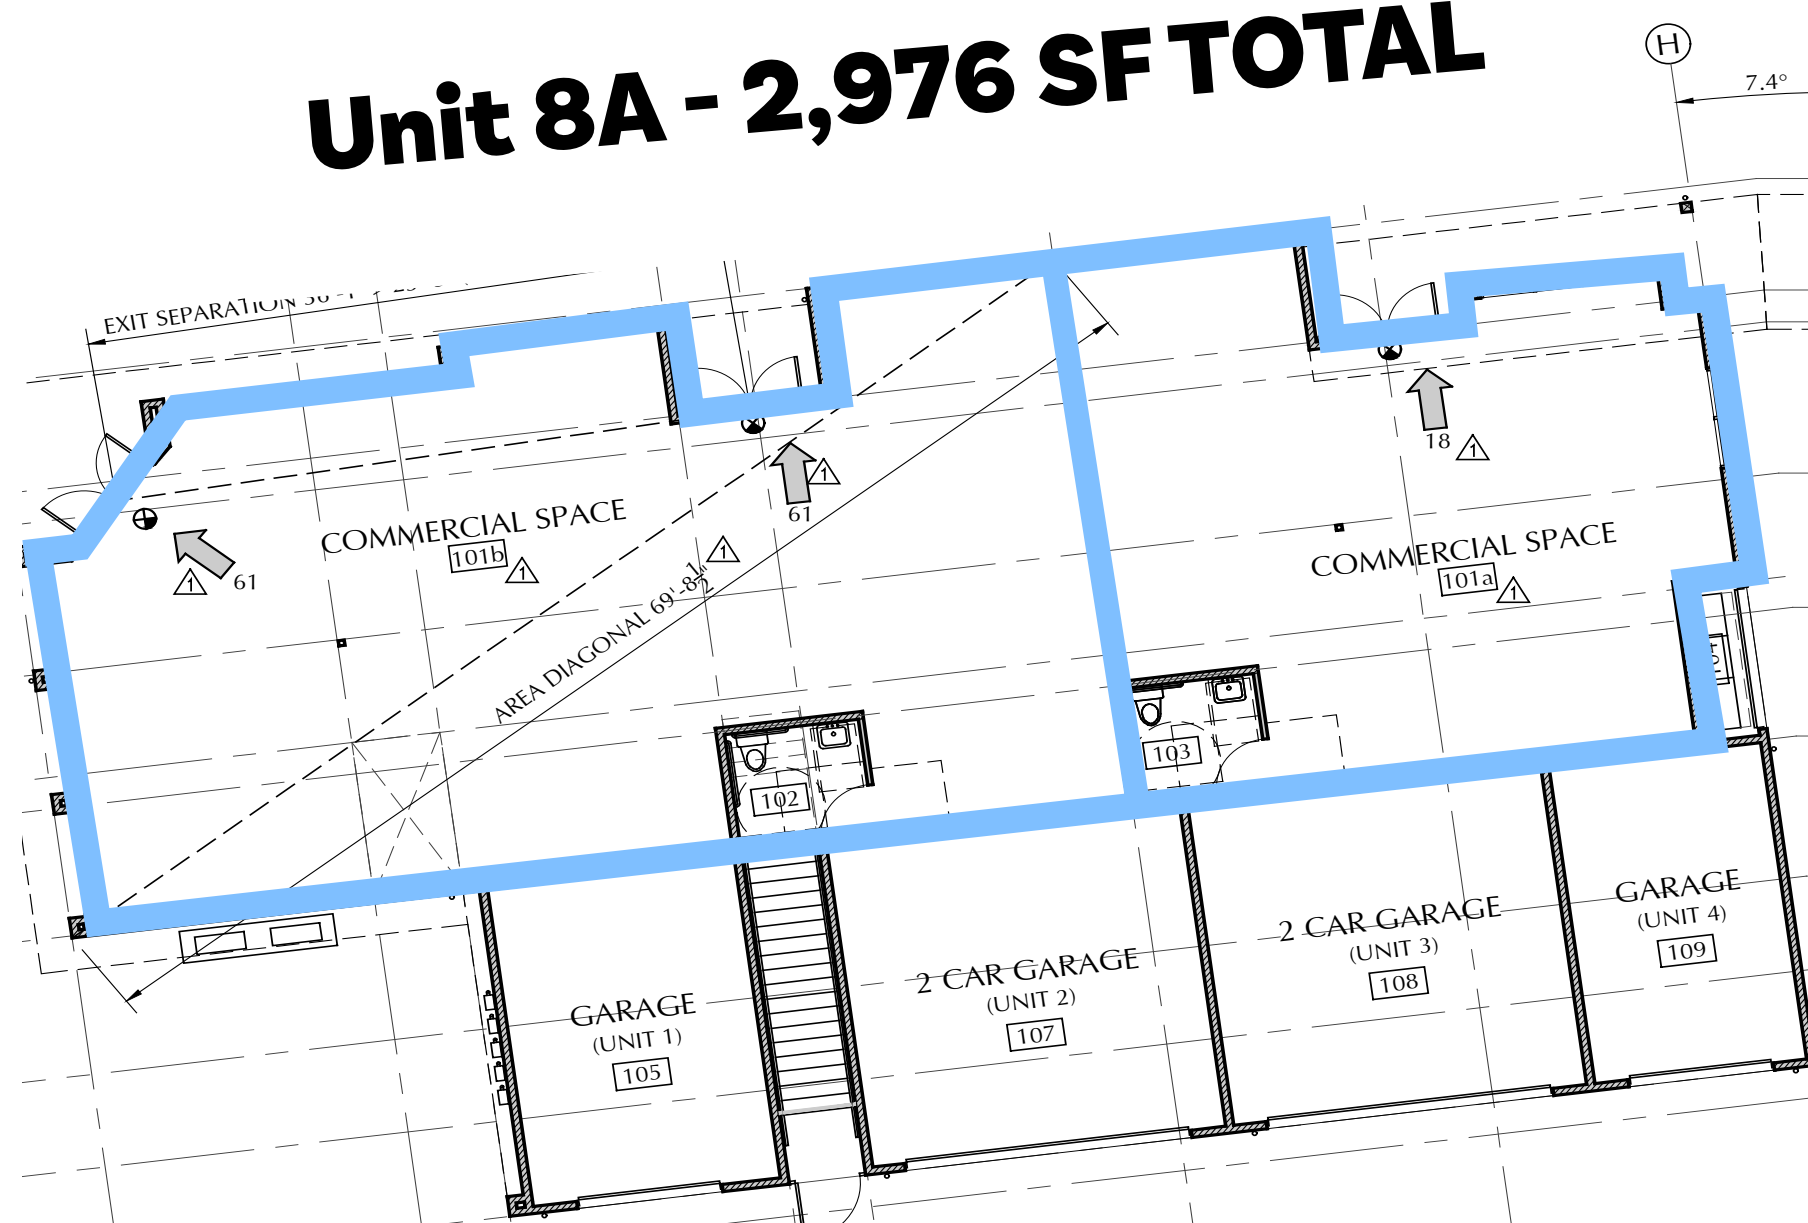 Unit 8A - 2,976 SF TOTAL
H
7.4°
EXIT SEPARATION
COMMERCIAL SPACE
101b
1
61
1
61
1
1
AREA DIAGONAL 69'-8 1/2"
18
1
COMMERCIAL SPACE
101a
1
102
103
GARAGE
(UNIT 1)
105
2 CAR GARAGE
(UNIT 2)
107
2 CAR GARAGE
(UNIT 3)
108
GARAGE
(UNIT 4)
109